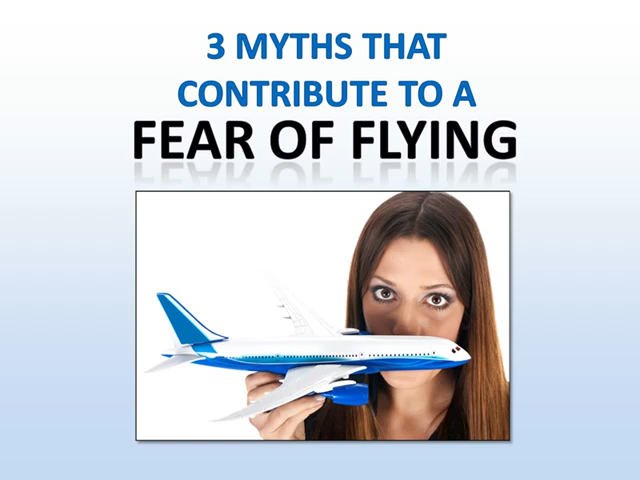 3 MYTHS THAT
CONTRIBUTE TO A
FEAR OF FLYING